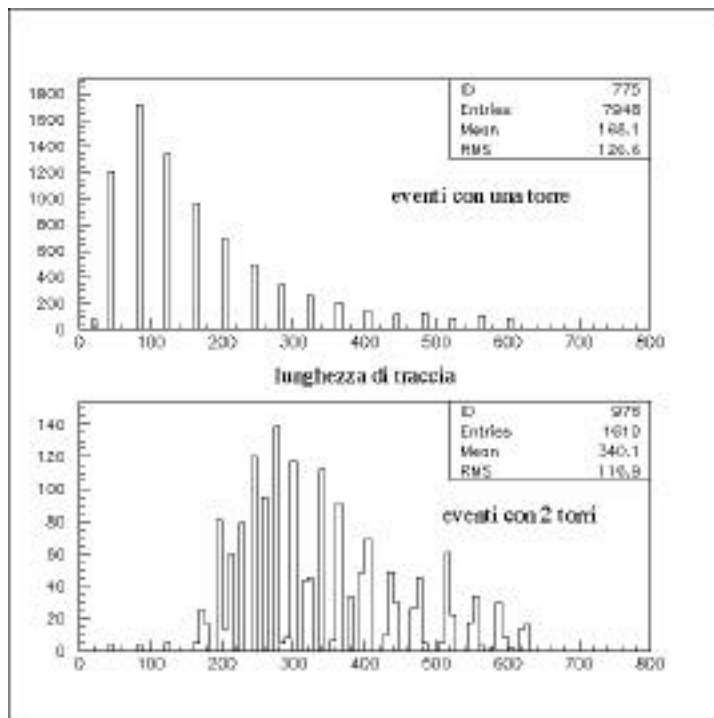 ID 775
Entries 7948
Mean 168.1
RMS 126.6
eventi con una torre
1800
1600
1400
1200
1000
800
600
400
200
0
0 100 200 300 400 500 600 700 800
lunghezza di traccia
ID 976
Entries 1610
Mean 340.1
RMS 116.9
eventi con 2 torri
140
120
100
80
60
40
20
0
0 100 200 300 400 500 600 700 800